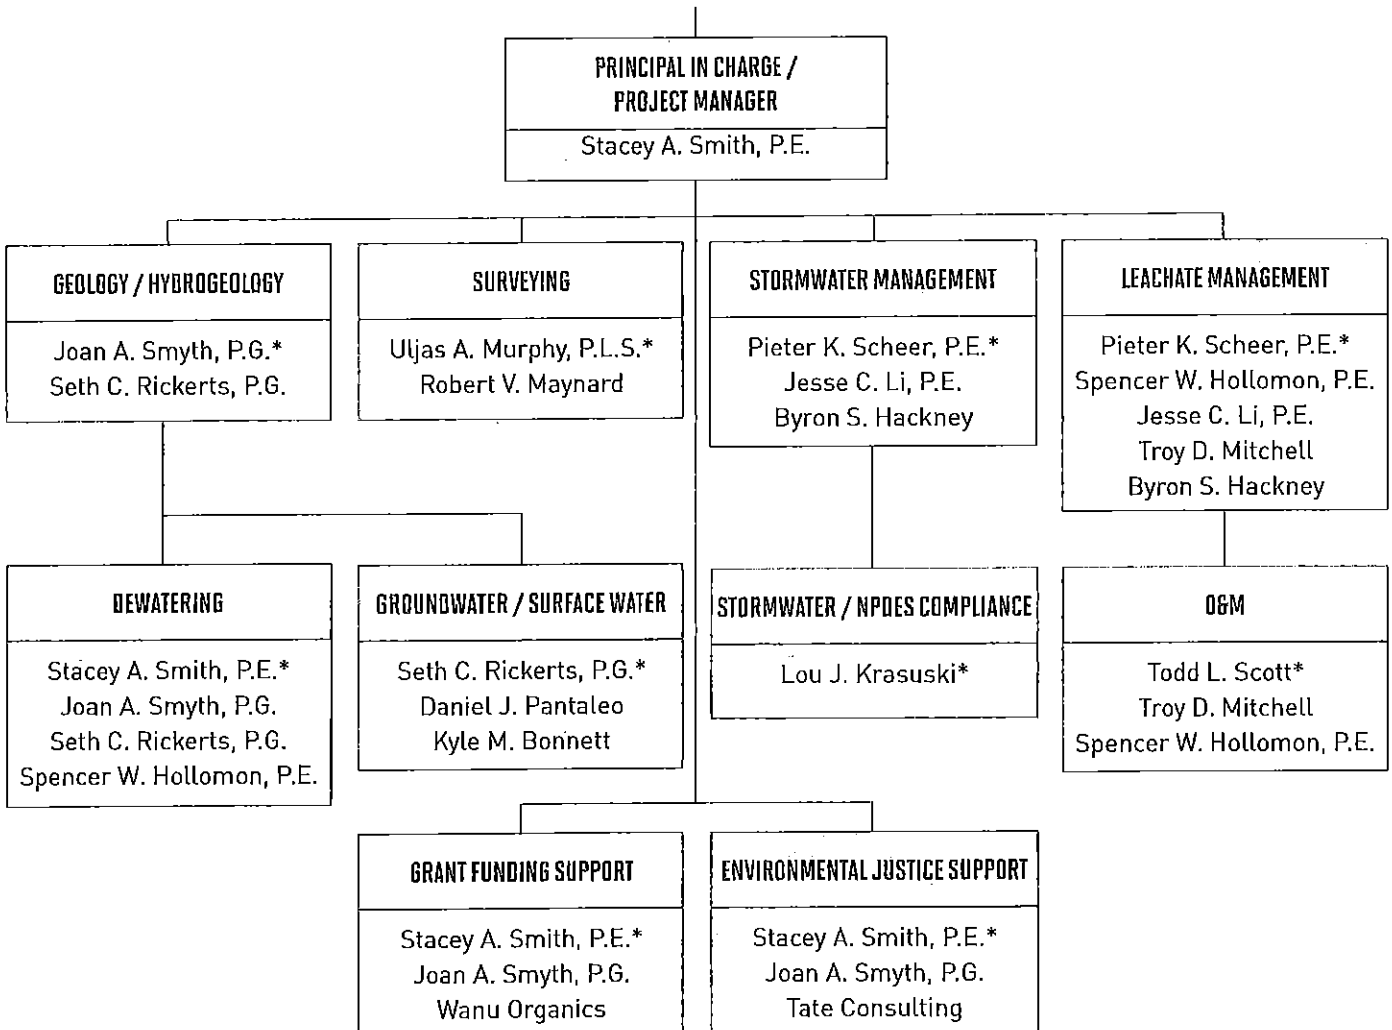 PRINCIPAL IN CHARGE /
PROJECT MANAGER
Stacey A. Smith, P.E.
GEOLOGY / HYDROGEOLOGY
Joan A. Smyth, P.G.*
Seth C. Rickerts, P.G.
SURVEYING
Uljas A. Murphy, P.L.S.*
Robert V. Maynard
STORMWATER MANAGEMENT
Pieter K. Scheer, P.E.*
Jesse C. Li, P.E.
Byron S. Hackney
LEACHATE MANAGEMENT
Pieter K. Scheer, P.E.*
Spencer W. Hollomon, P.E.
Jesse C. Li, P.E.
Troy D. Mitchell
Byron S. Hackney
DEWATERING
Stacey A. Smith, P.E.*
Joan A. Smyth, P.G.
Seth C. Rickerts, P.G.
Spencer W. Hollomon, P.E.
GROUNDWATER / SURFACE WATER
Seth C. Rickerts, P.G.*
Daniel J. Pantaleo
Kyle M. Bonnett
STORMWATER / NPDES COMPLIANCE
Lou J. Krasuski*
O&M
Todd L. Scott*
Troy D. Mitchell
Spencer W. Hollomon, P.E.
GRANT FUNDING SUPPORT
Stacey A. Smith, P.E.*
Joan A. Smyth, P.G.
Wanu Organics
ENVIRONMENTAL JUSTICE SUPPORT
Stacey A. Smith, P.E.*
Joan A. Smyth, P.G.
Tate Consulting